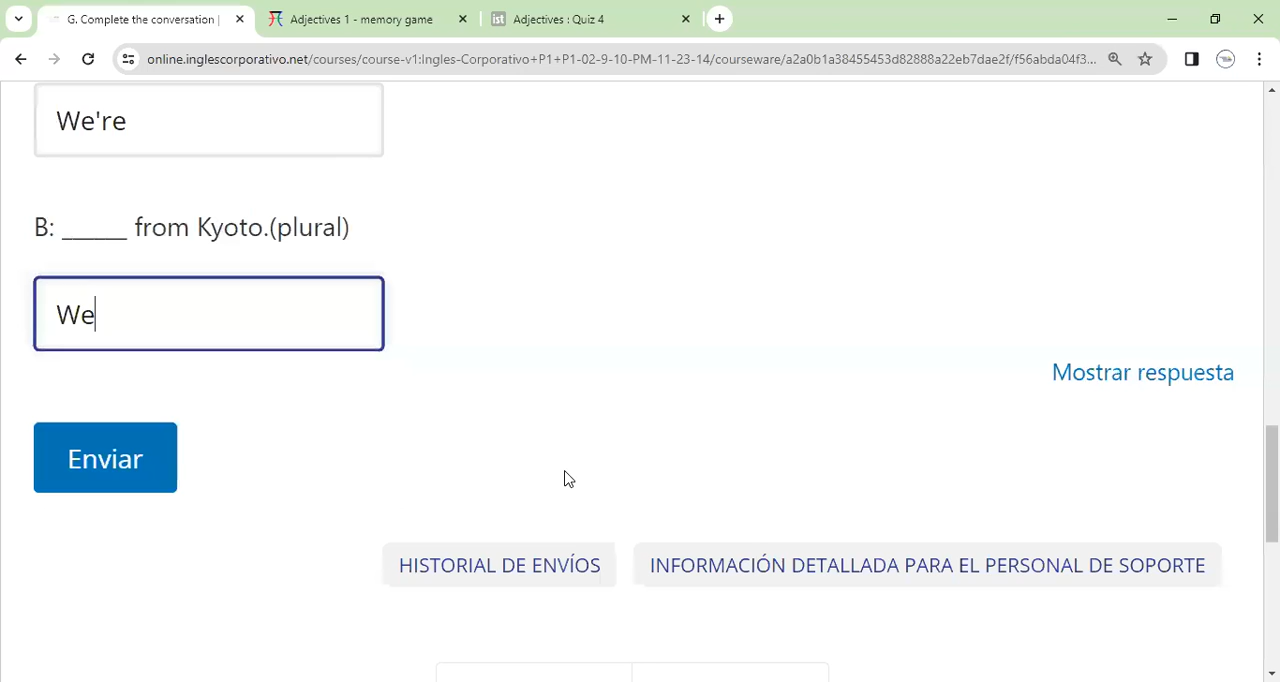 G. Complete the conversation |
Adjectives 1 - memory game
ist Adjectives : Quiz 4
online.inglescorporativo.net/courses/course-v1:Ingles-Corporativo+P1+P1-02-9-10-PM-11-23-14/courseware/a2a0b1a38455453d82888a22eb7dae2f/f56abda04f3...
We're
B: ______ from Kyoto.(plural)
We
Mostrar respuesta
Enviar
HISTORIAL DE ENVÍOS
INFORMACIÓN DETALLADA PARA EL PERSONAL DE SOPORTE